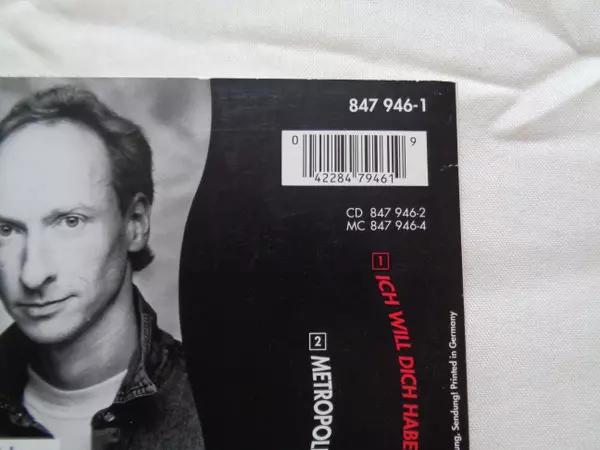 847 946-1
0 42284 79461 9
CD 847 946-2
MC 847 946-4
1 ICH WILL DICH HABE
2 METROPOL
ung, Sendung! Printed in Germany